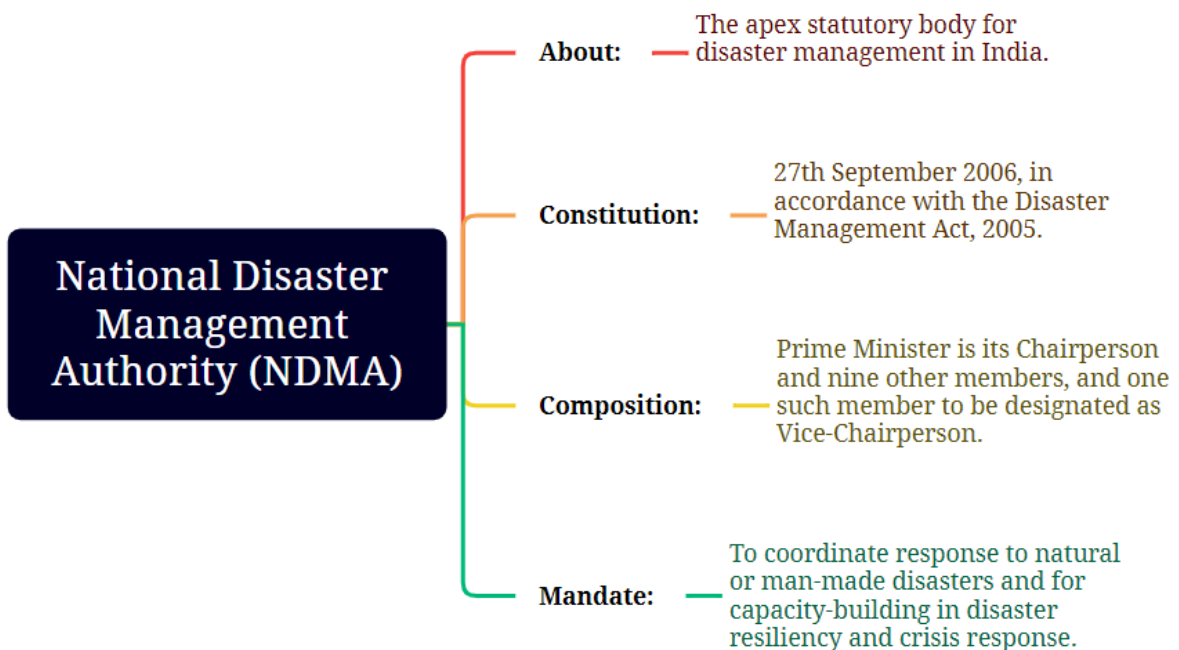 National Disaster
Management
Authority (NDMA)
About:
The apex statutory body for
disaster management in India.
Constitution:
27th September 2006, in
accordance with the Disaster
Management Act, 2005.
Composition:
Prime Minister is its Chairperson
and nine other members, and one
such member to be designated as
Vice-Chairperson.
Mandate:
To coordinate response to natural
or man-made disasters and for
capacity-building in disaster
resiliency and crisis response.